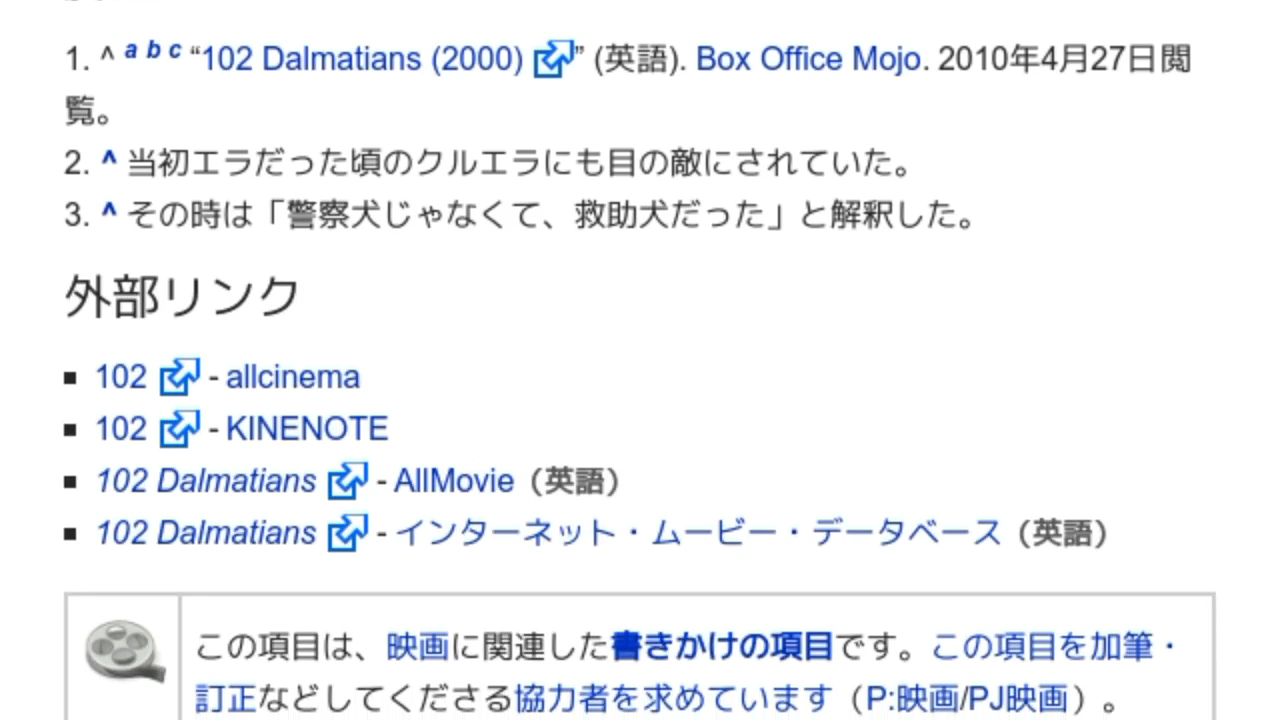 1. ^ a b c “102 Dalmatians (2000)” (英語). Box Office Mojo. 2010年4月27日閲
覧。
2. ^ 当初エラだった頃のクルエラにも目の敵にされていた。
3. ^ その時は「警察犬じゃなくて、救助犬だった」と解釈した。
外部リンク
102 - allcinema
102 - KINENOTE
102 Dalmatians - AllMovie（英語）
102 Dalmatians - インターネット・ムービー・データベース（英語）
この項目は、映画に関連した書きかけの項目です。この項目を加筆・
訂正などしてくださる協力者を求めています（P:映画/PJ映画）。